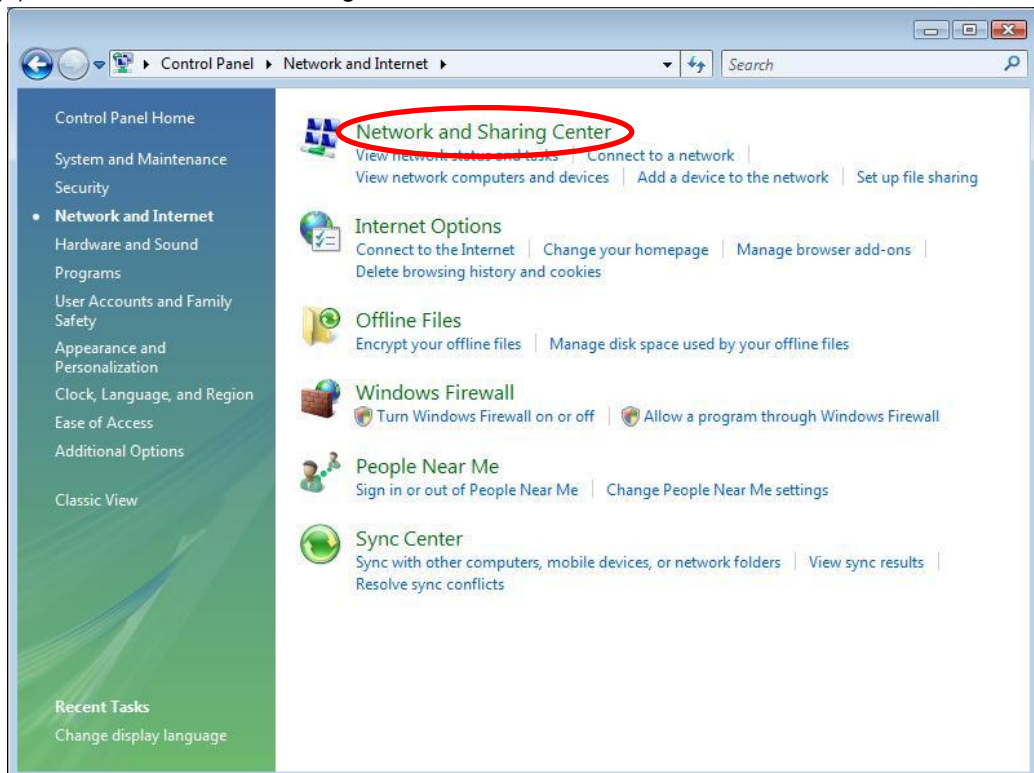 Control Panel Network and Internet Search
Control Panel Home
System and Maintenance
Security
Network and Internet
Hardware and Sound
Programs
User Accounts and Family
Safety
Appearance and
Personalization
Clock, Language, and Region
Ease of Access
Additional Options
Classic View
Recent Tasks
Change display language
Network and Sharing Center
View network status and tasks Connect to a network
View network computers and devices Add a device to the network Set up file sharing
Internet Options
Connect to the Internet Change your homepage Manage browser add-ons
Delete browsing history and cookies
Offline Files
Encrypt your offline files Manage disk space used by your offline files
Windows Firewall
Turn Windows Firewall on or off Allow a program through Windows Firewall
People Near Me
Sign in or out of People Near Me Change People Near Me settings
Sync Center
Sync with other computers, mobile devices, or network folders View sync results
Resolve sync conflicts